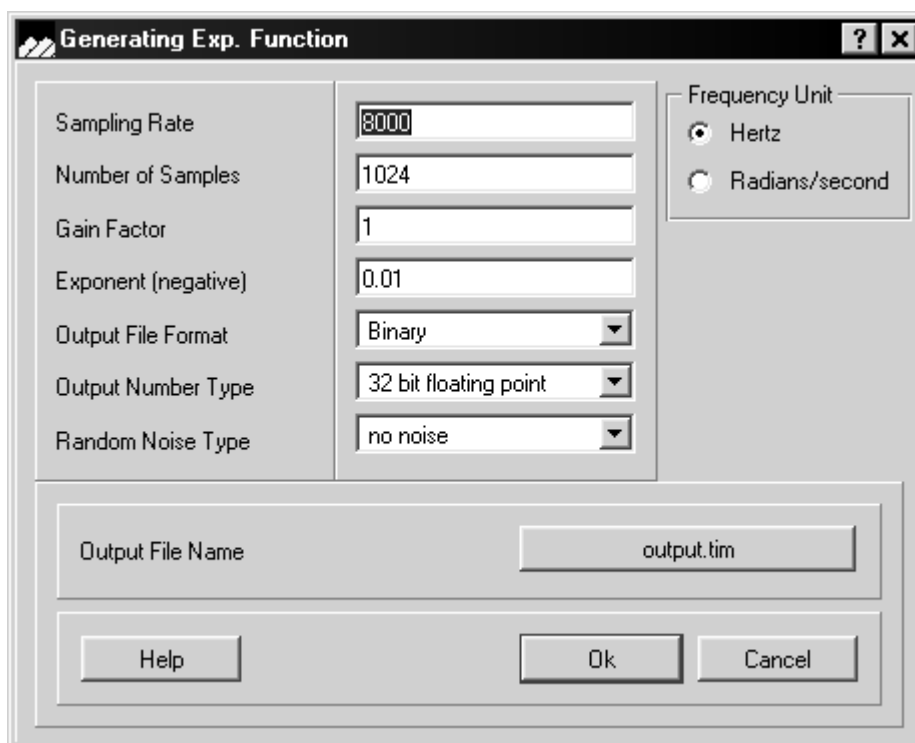 Generating Exp. Function
? X
Sampling Rate 8000
Number of Samples 1024
Gain Factor 1
Exponent (negative) 0.01
Output File Format Binary
Output Number Type 32 bit floating point
Random Noise Type no noise
Frequency Unit
Hertz
Radians/second
Output File Name output.tim
Help Ok Cancel